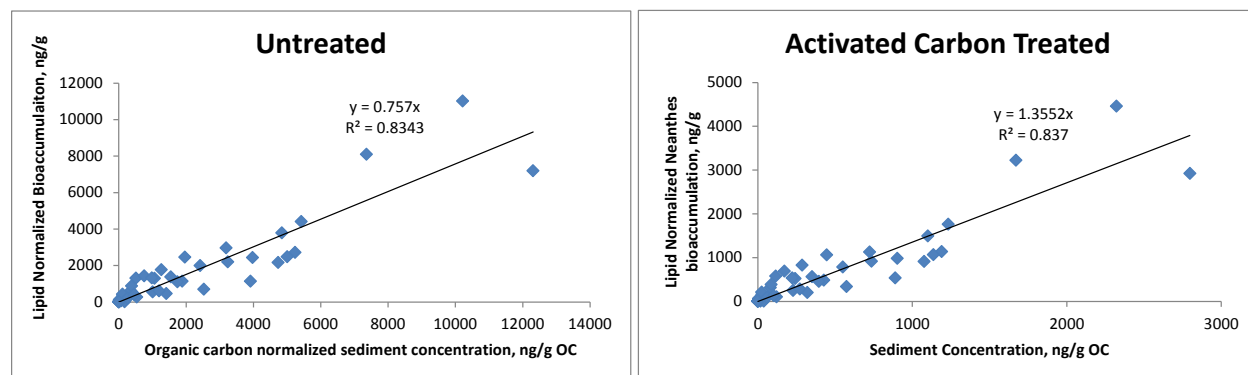 Untreated
Lipid Normalized Bioaccumulaiton, ng/g
12000
10000
8000
6000
4000
2000
0
y = 0.757x
R² = 0.8343
0 2000 4000 6000 8000 10000 12000 14000
Organic carbon normalized sediment concentration, ng/g OC
Activated Carbon Treated
Lipid Normalized Neanthes
bioaccumulation, ng/g
5000
4000
3000
2000
1000
0
y = 1.3552x
R² = 0.837
0 1000 2000 3000
Sediment Concentration, ng/g OC